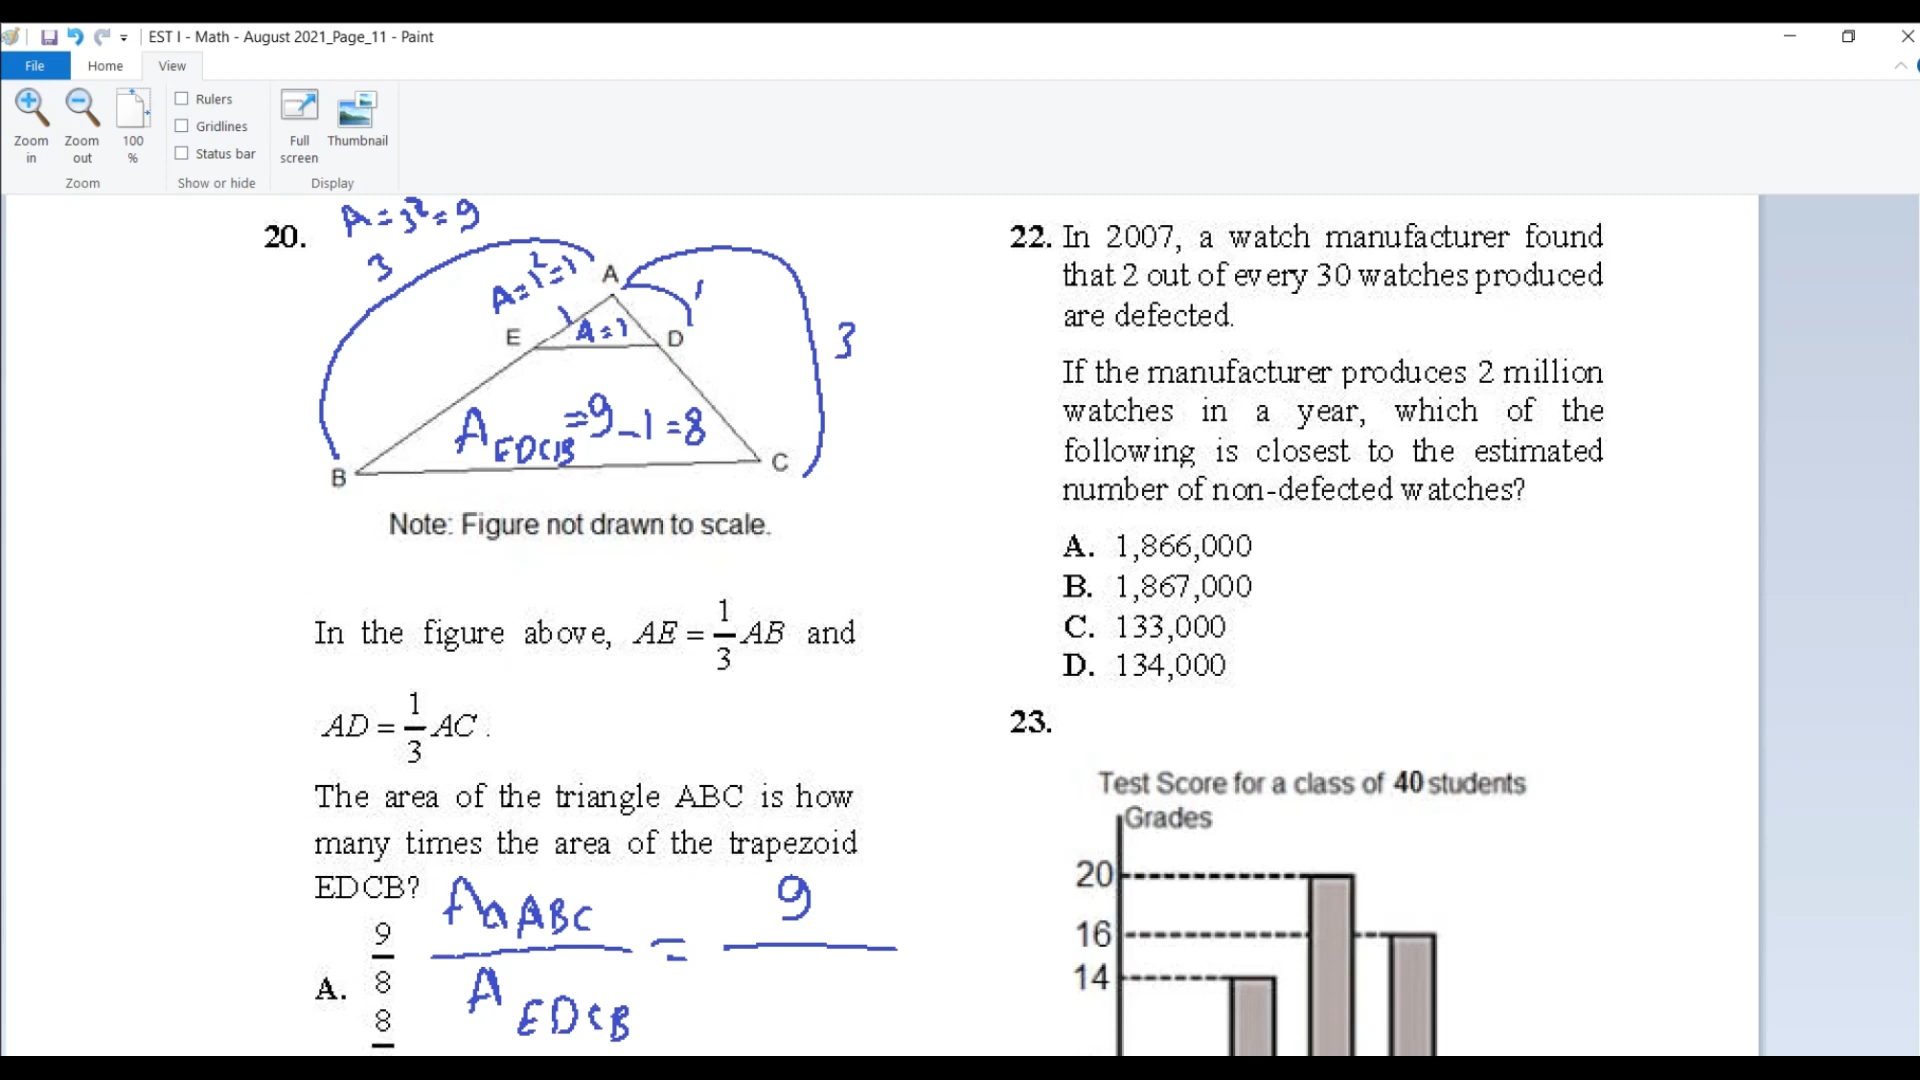 EST I - Math - August 2021_Page_11 - Paint
File Home View
Zoom in
Zoom out
100 %
Rulers
Gridlines
Status bar
Full screen
Thumbnail
Zoom
Show or hide
Display
20.
A = 3² = 9
3
A = 1² = 1
A
1
E
A = 1
D
3
A EDCB = 9 - 1 = 8
B
C
Note: Figure not drawn to scale.
In the figure above, AE = 1/3 AB and
AD = 1/3 AC .
The area of the triangle ABC is how
many times the area of the trapezoid
EDCB?
A ABC / A EDCB = 9
A. 9/8
8
22. In 2007, a watch manufacturer found
that 2 out of every 30 watches produced
are defected.
If the manufacturer produces 2 million
watches in a year, which of the
following is closest to the estimated
number of non-defected watches?
A. 1,866,000
B. 1,867,000
C. 133,000
D. 134,000
23.
Test Score for a class of 40 students
Grades
20
16
14